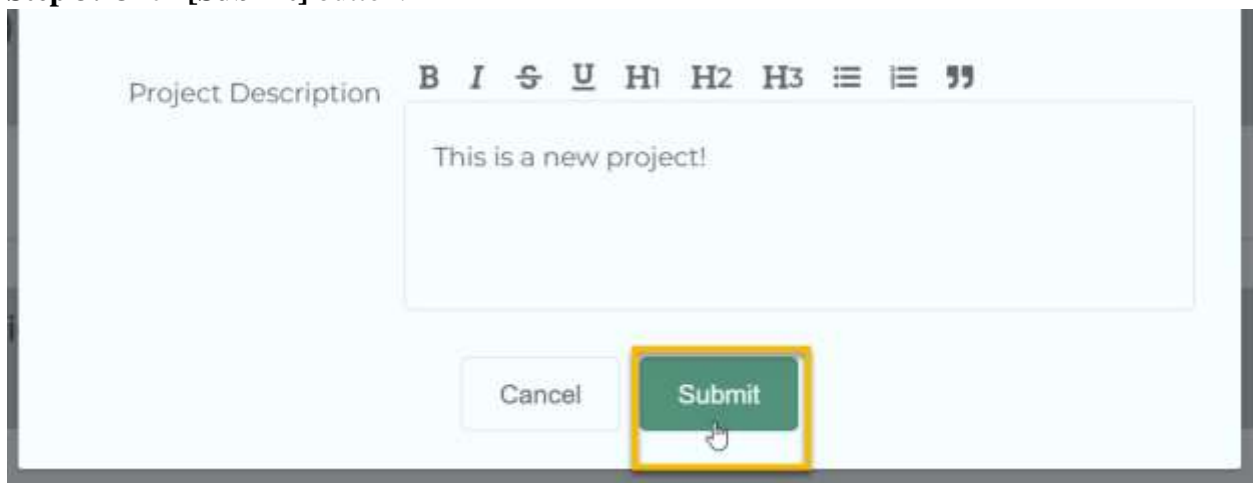 Project Description
B I S U H1 H2 H3 ”
This is a new project!
Cancel Submit